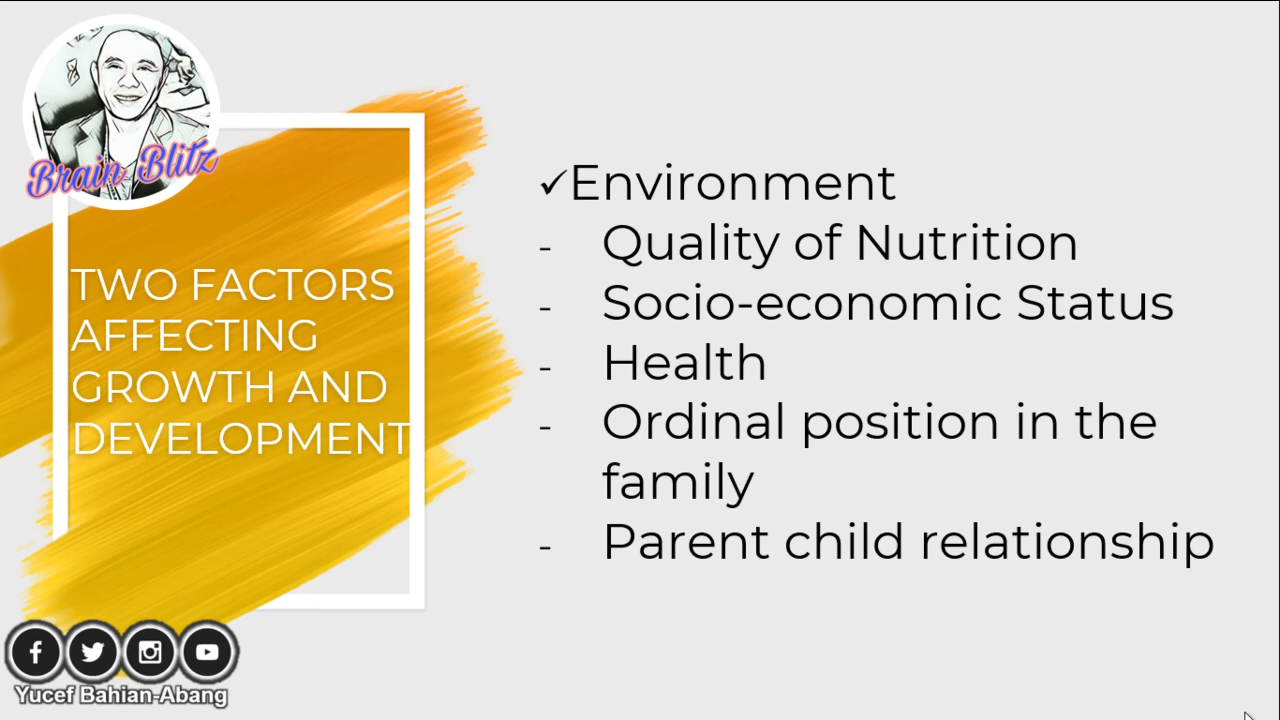 Brain Blitz
TWO FACTORS
AFFECTING
GROWTH AND
DEVELOPMENT
✓Environment
- Quality of Nutrition
- Socio-economic Status
- Health
- Ordinal position in the
family
- Parent child relationship
Yucef Bahian-Abang